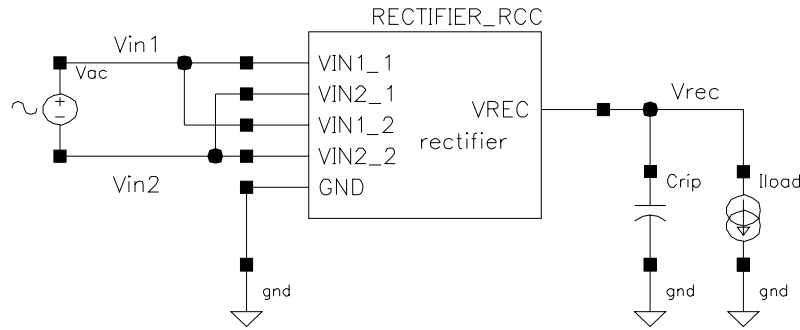 RECTIFIER_RCC
Vin1
Vac
+
−
VIN1_1
VIN2_1
VIN1_2
VIN2_2
GND
VREC
rectifier
Vrec
Vin2
Crip
Iload
gnd
gnd
gnd